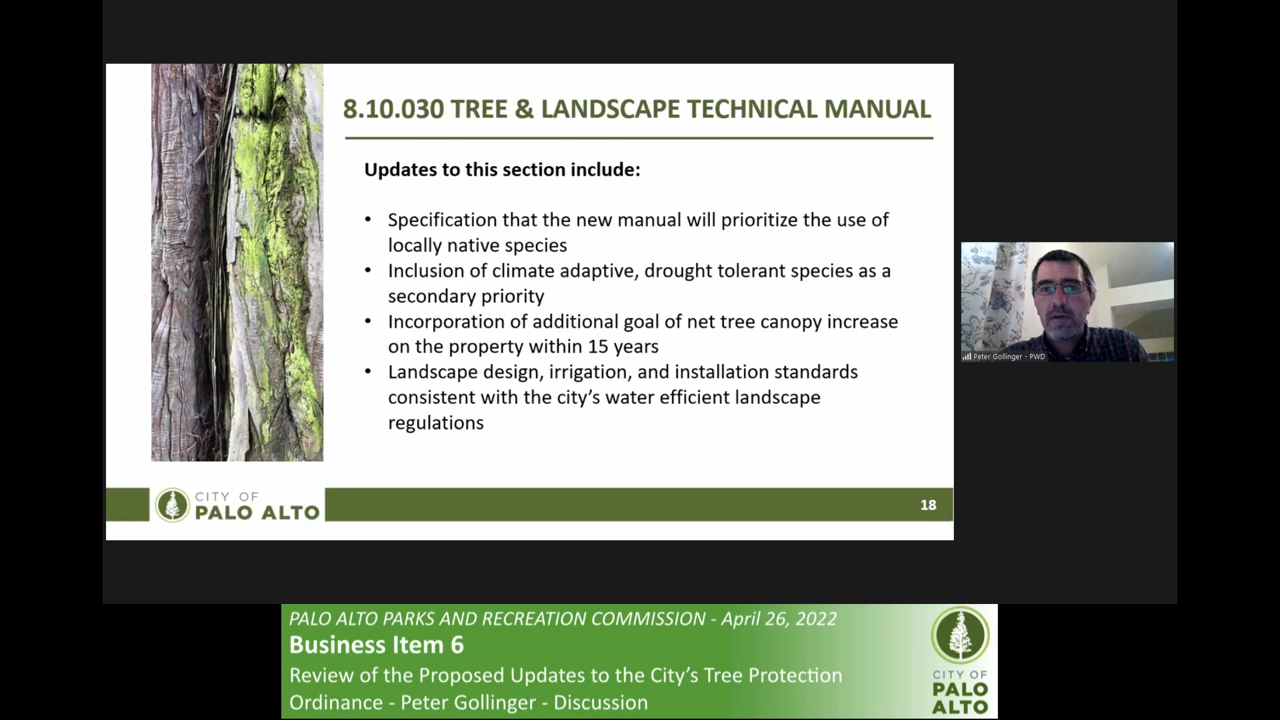 8.10.030 TREE & LANDSCAPE TECHNICAL MANUAL
Updates to this section include:
• Specification that the new manual will prioritize the use of
locally native species
• Inclusion of climate adaptive, drought tolerant species as a
secondary priority
• Incorporation of additional goal of net tree canopy increase
on the property within 15 years
• Landscape design, irrigation, and installation standards
consistent with the city’s water efficient landscape
regulations
CITY OF
PALO ALTO
18
Peter Gollinger - PWD
PALO ALTO PARKS AND RECREATION COMMISSION - April 26, 2022
Business Item 6
Review of the Proposed Updates to the City’s Tree Protection
Ordinance - Peter Gollinger - Discussion
CITY OF
PALO
ALTO